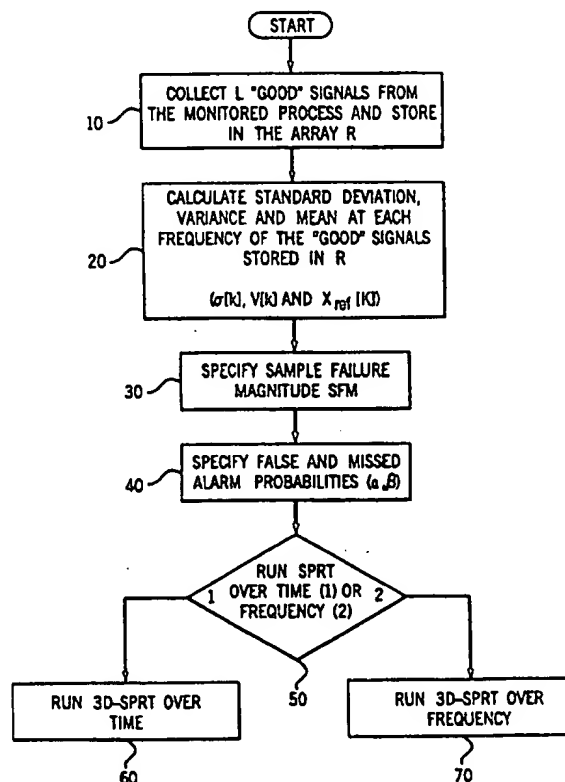 START
COLLECT L "GOOD" SIGNALS FROM
THE MONITORED PROCESS AND STORE
IN THE ARRAY R
10
CALCULATE STANDARD DEVIATION,
VARIANCE AND MEAN AT EACH
FREQUENCY OF THE "GOOD" SIGNALS
STORED IN R
20
(σ[k], V[k] AND X ref [K])
SPECIFY SAMPLE FAILURE
MAGNITUDE SFM
30
SPECIFY FALSE AND MISSED
ALARM PROBABILITIES (α,β)
40
RUN SPRT
1 OVER TIME (1) OR 2
FREQUENCY (2)
50
RUN 3D-SPRT OVER
TIME
60
RUN 3D-SPRT OVER
FREQUENCY
70